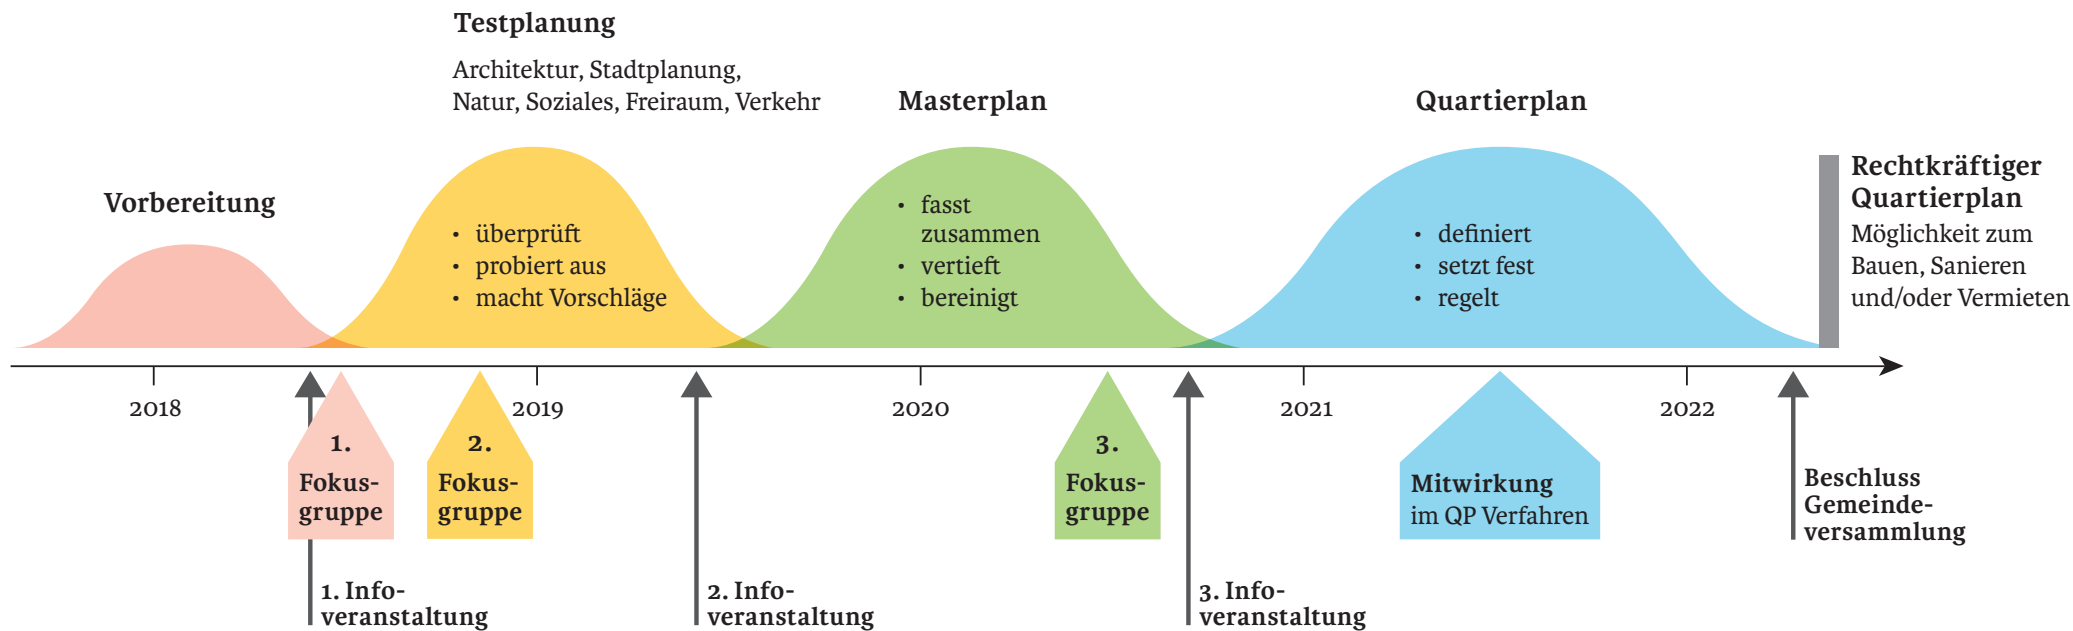 Testplanung
Architektur, Stadtplanung,
Natur, Soziales, Freiraum, Verkehr
Masterplan
Quartierplan
Vorbereitung
• überprüft
• probiert aus
• macht Vorschläge
• fasst
zusammen
• vertieft
• bereinigt
• definiert
• setzt fest
• regelt
Rechtkräftiger
Quartierplan
Möglichkeit zum
Bauen, Sanieren
und/oder Vermieten
2018
2019
2020
2021
2022
1.
Fokus-
gruppe
2.
Fokus-
gruppe
3.
Fokus-
gruppe
Mitwirkung
im QP Verfahren
Beschluss
Gemeinde-
versammlung
1. Info-
veranstaltung
2. Info-
veranstaltung
3. Info-
veranstaltung